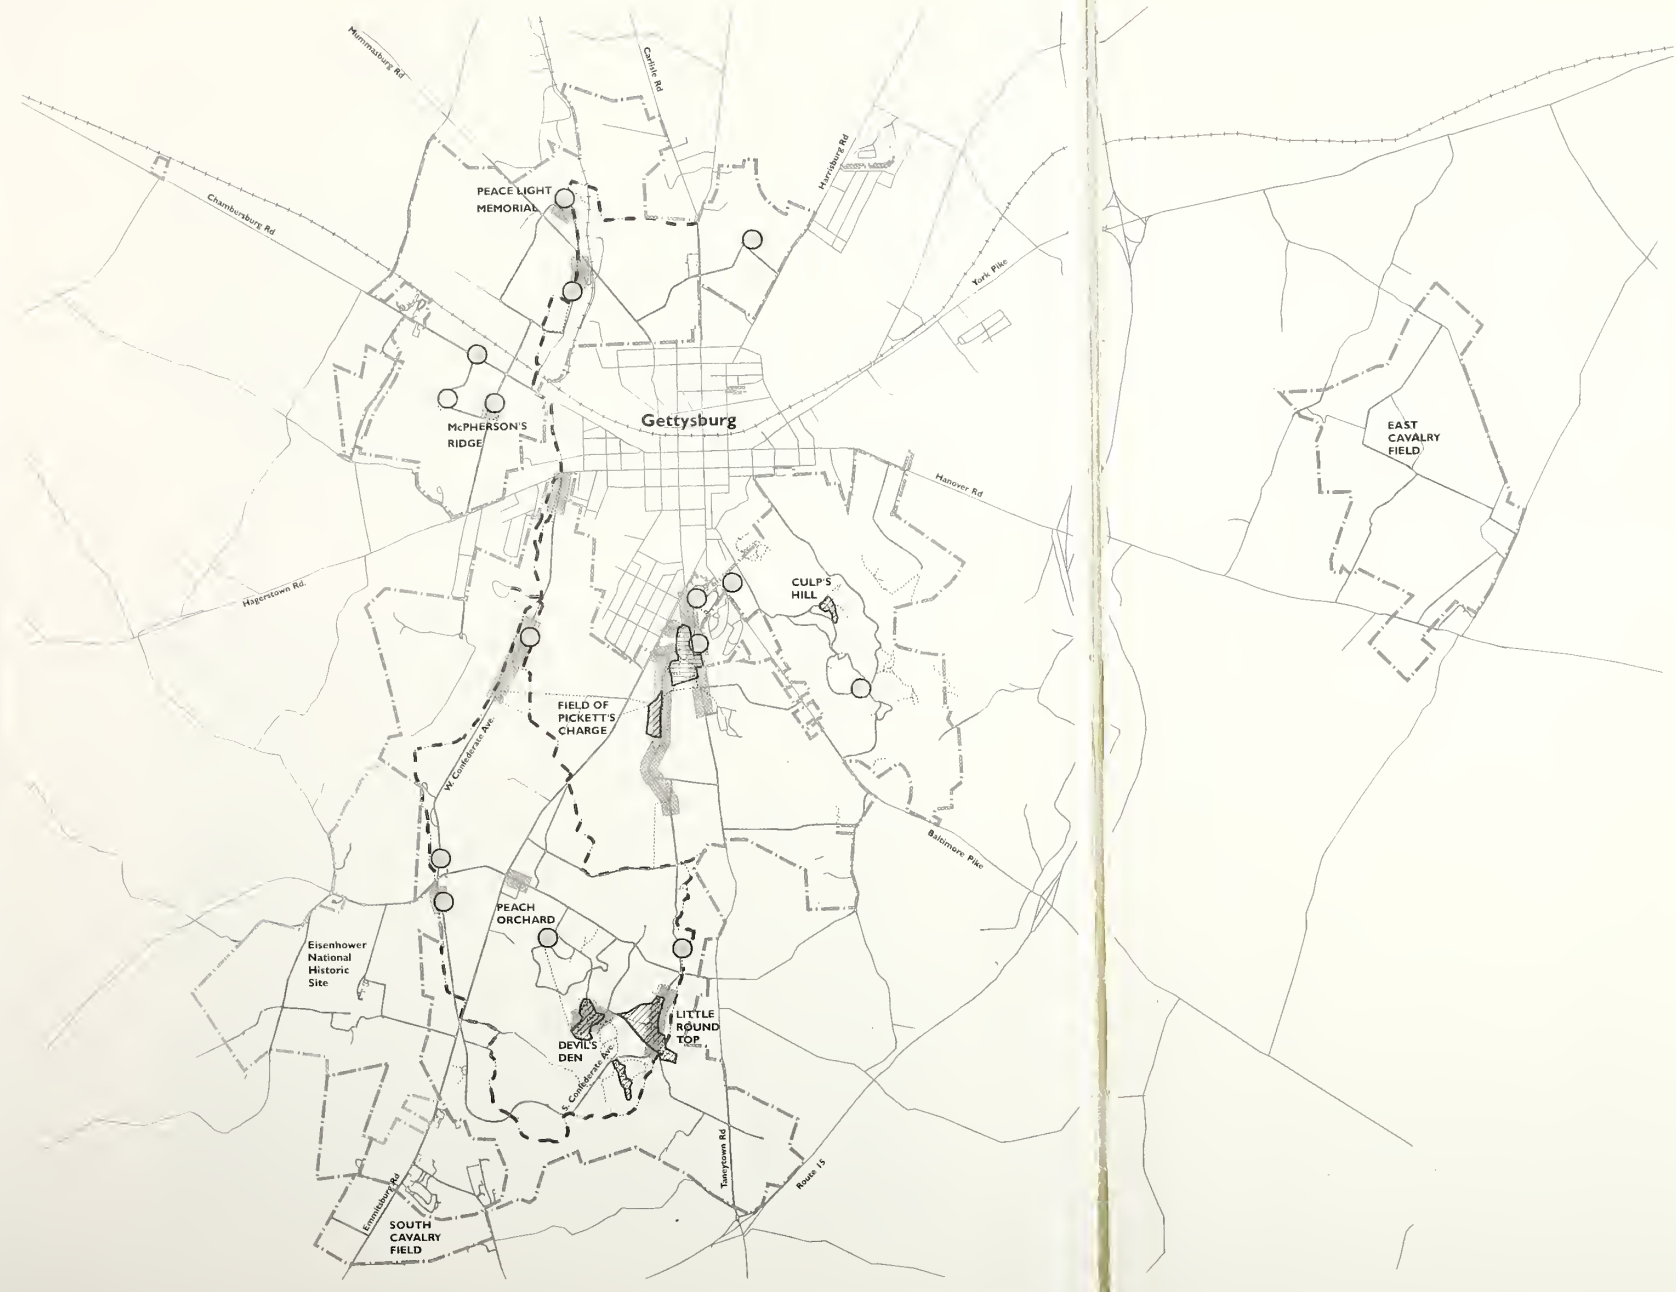 Mummasburg Rd
Carlisle Rd
Harrisburg Rd
PEACE LIGHT
MEMORIAL
Chambersburg Rd
York Pike
Gettysburg
McPHERSON'S
RIDGE
EAST
CAVALRY
FIELD
Hanover Rd
Hagerstown Rd.
CULP'S
HILL
FIELD OF
PICKETT'S
CHARGE
W. Confederate Ave.
Baltimore Pike
PEACH
ORCHARD
Eisenhower
National
Historic
Site
LITTLE
ROUND
TOP
DEVIL'S
DEN
S. Confederate Ave.
Taneytown Rd
Route 15
Emmitsburg Rd
SOUTH
CAVALRY
FIELD